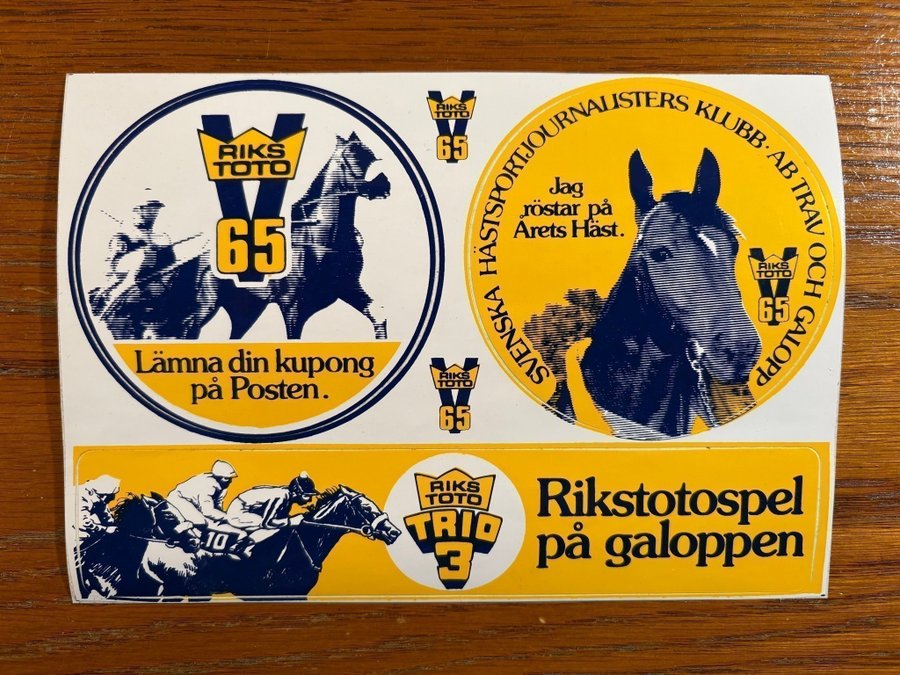 RIKS
TOTO
V
65
Lämna din kupong
på Posten.
RIKS
TOTO
V
65
RIKS
TOTO
V
65
SVENSKA HÄSTSPORTJOURNALISTERS KLUBB · AB TRAV OCH GALOPP
Jag
röstar på
Årets Häst.
RIKS
TOTO
V
65
10
RIKS
TOTO
TRIO
3
Rikstotospel
på galoppen